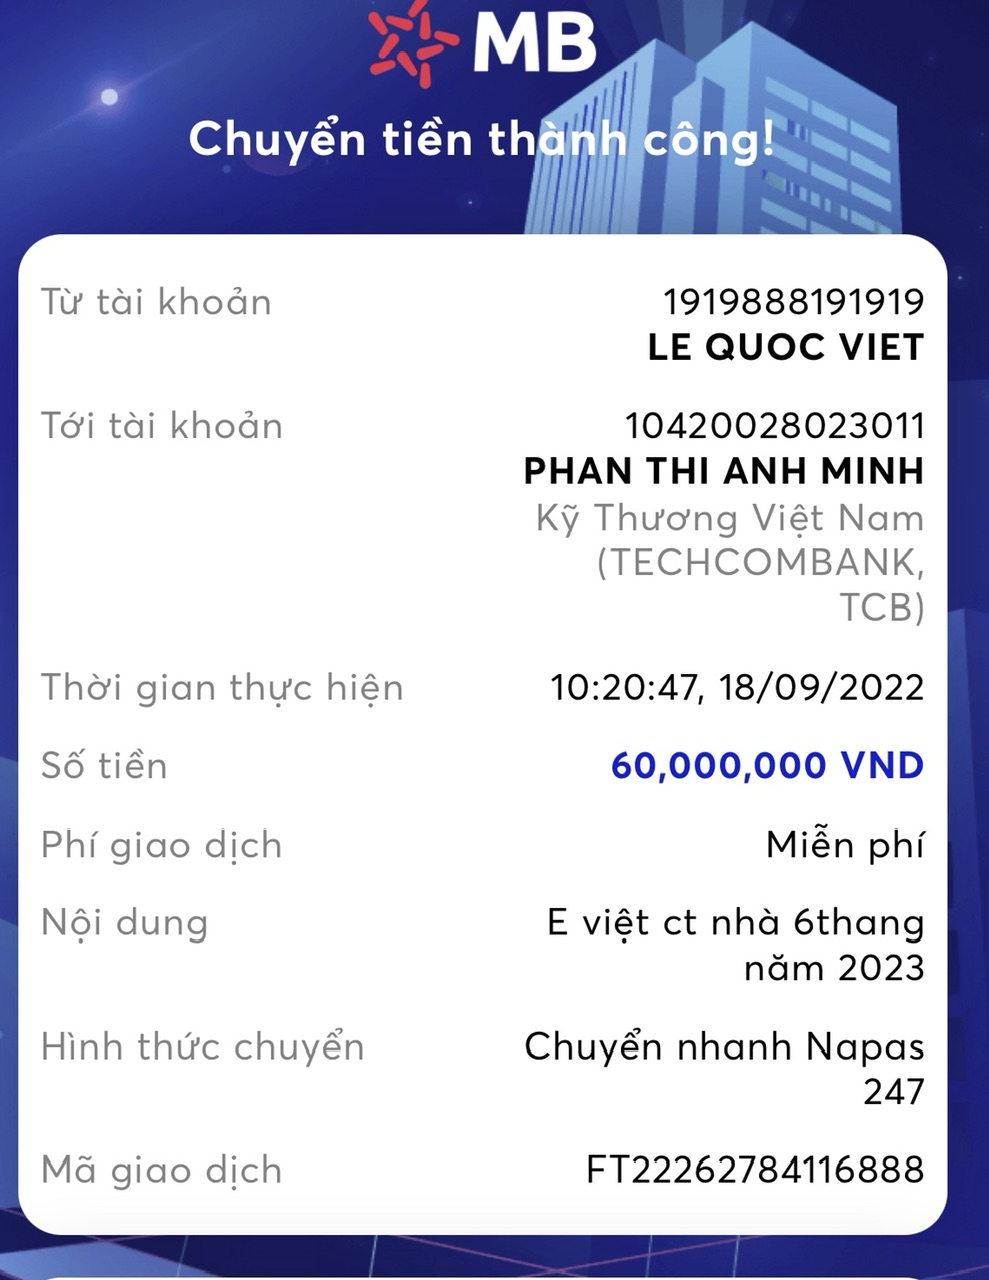 MB
Chuyển tiền thành công!
Từ tài khoản
1919888191919
LE QUOC VIET
Tới tài khoản
10420028023011
PHAN THI ANH MINH
Kỹ Thương Việt Nam
(TECHCOMBANK,
TCB)
Thời gian thực hiện
10:20:47, 18/09/2022
Số tiền
60,000,000 VND
Phí giao dịch
Miễn phí
Nội dung
E việt ct nhà 6thang
năm 2023
Hình thức chuyển
Chuyển nhanh Napas
247
Mã giao dịch
FT22262784116888